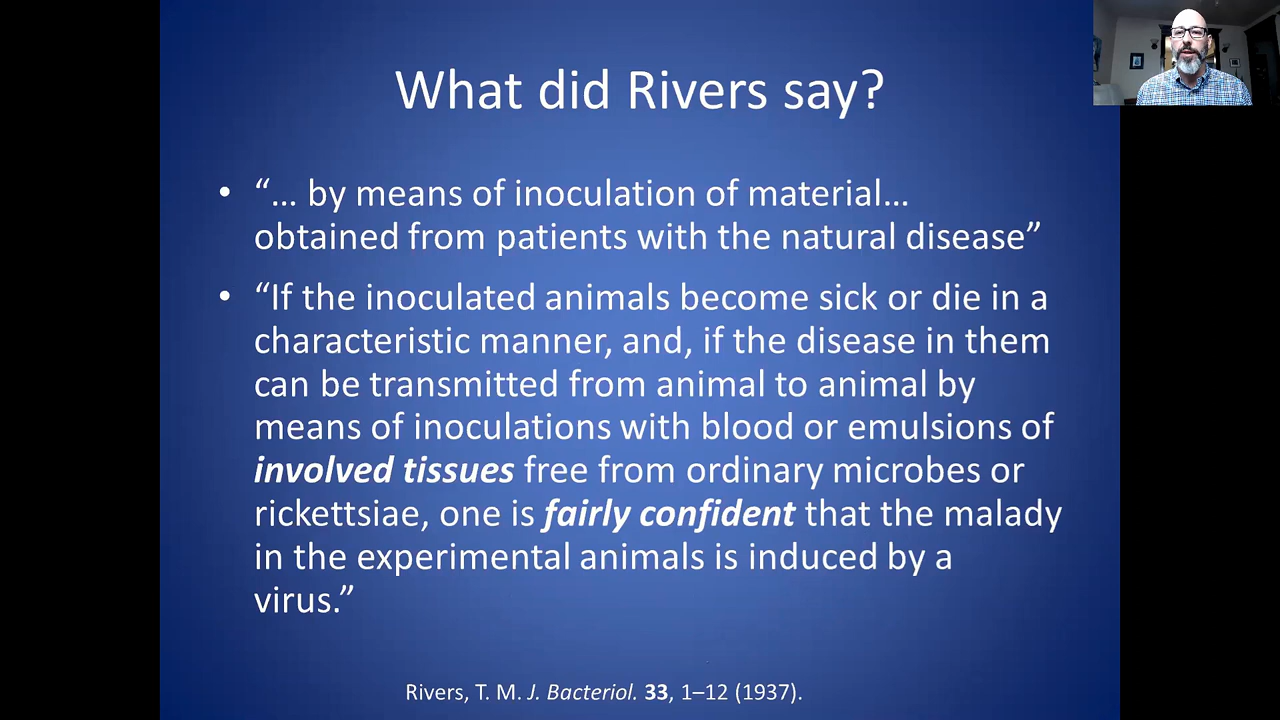 What did Rivers say?
• “… by means of inoculation of material…
obtained from patients with the natural disease”
• “If the inoculated animals become sick or die in a
characteristic manner, and, if the disease in them
can be transmitted from animal to animal by
means of inoculations with blood or emulsions of
involved tissues free from ordinary microbes or
rickettsiae, one is fairly confident that the malady
in the experimental animals is induced by a
virus.”
Rivers, T. M. J. Bacteriol. 33, 1–12 (1937).